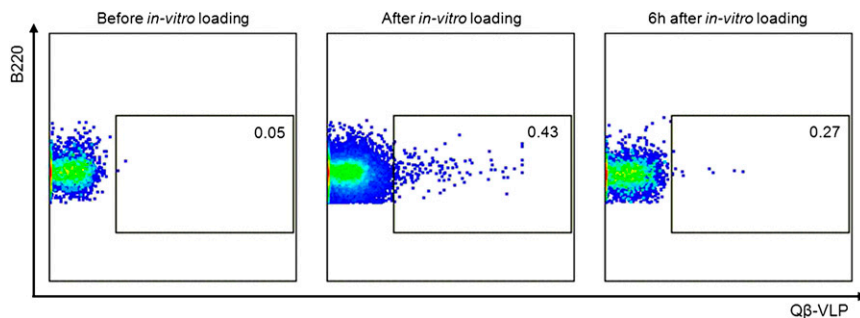 Before in-vitro loading
After in-vitro loading
6h after in-vitro loading
B220
0.05
0.43
0.27
Qβ-VLP